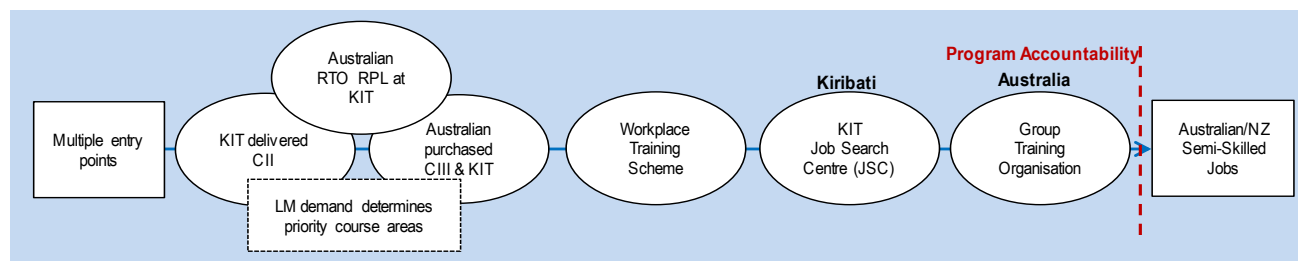 Multiple entry
points
KIT delivered
CII
Australian
RTO RPL at
KIT
Australian
purchased
CIII & KIT
LM demand determines
priority course areas
Workplace
Training
Scheme
Kiribati
KIT
Job Search
Centre (JSC)
Program Accountability
Australia
Group
Training
Organisation
Australian/NZ
Semi-Skilled
Jobs